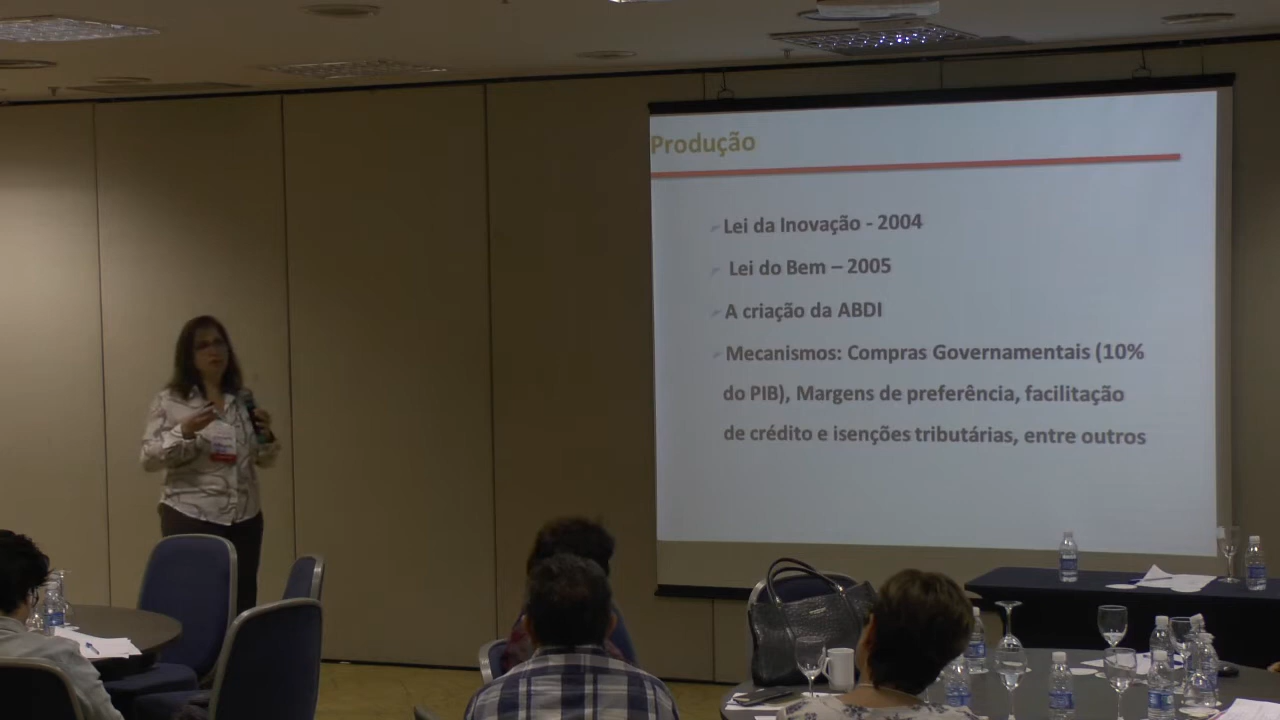 Produção
Lei da Inovação - 2004
Lei do Bem – 2005
A criação da ABDI
Mecanismos: Compras Governamentais (10%
do PIB), Margens de preferência, facilitação
de crédito e isenções tributárias, entre outros